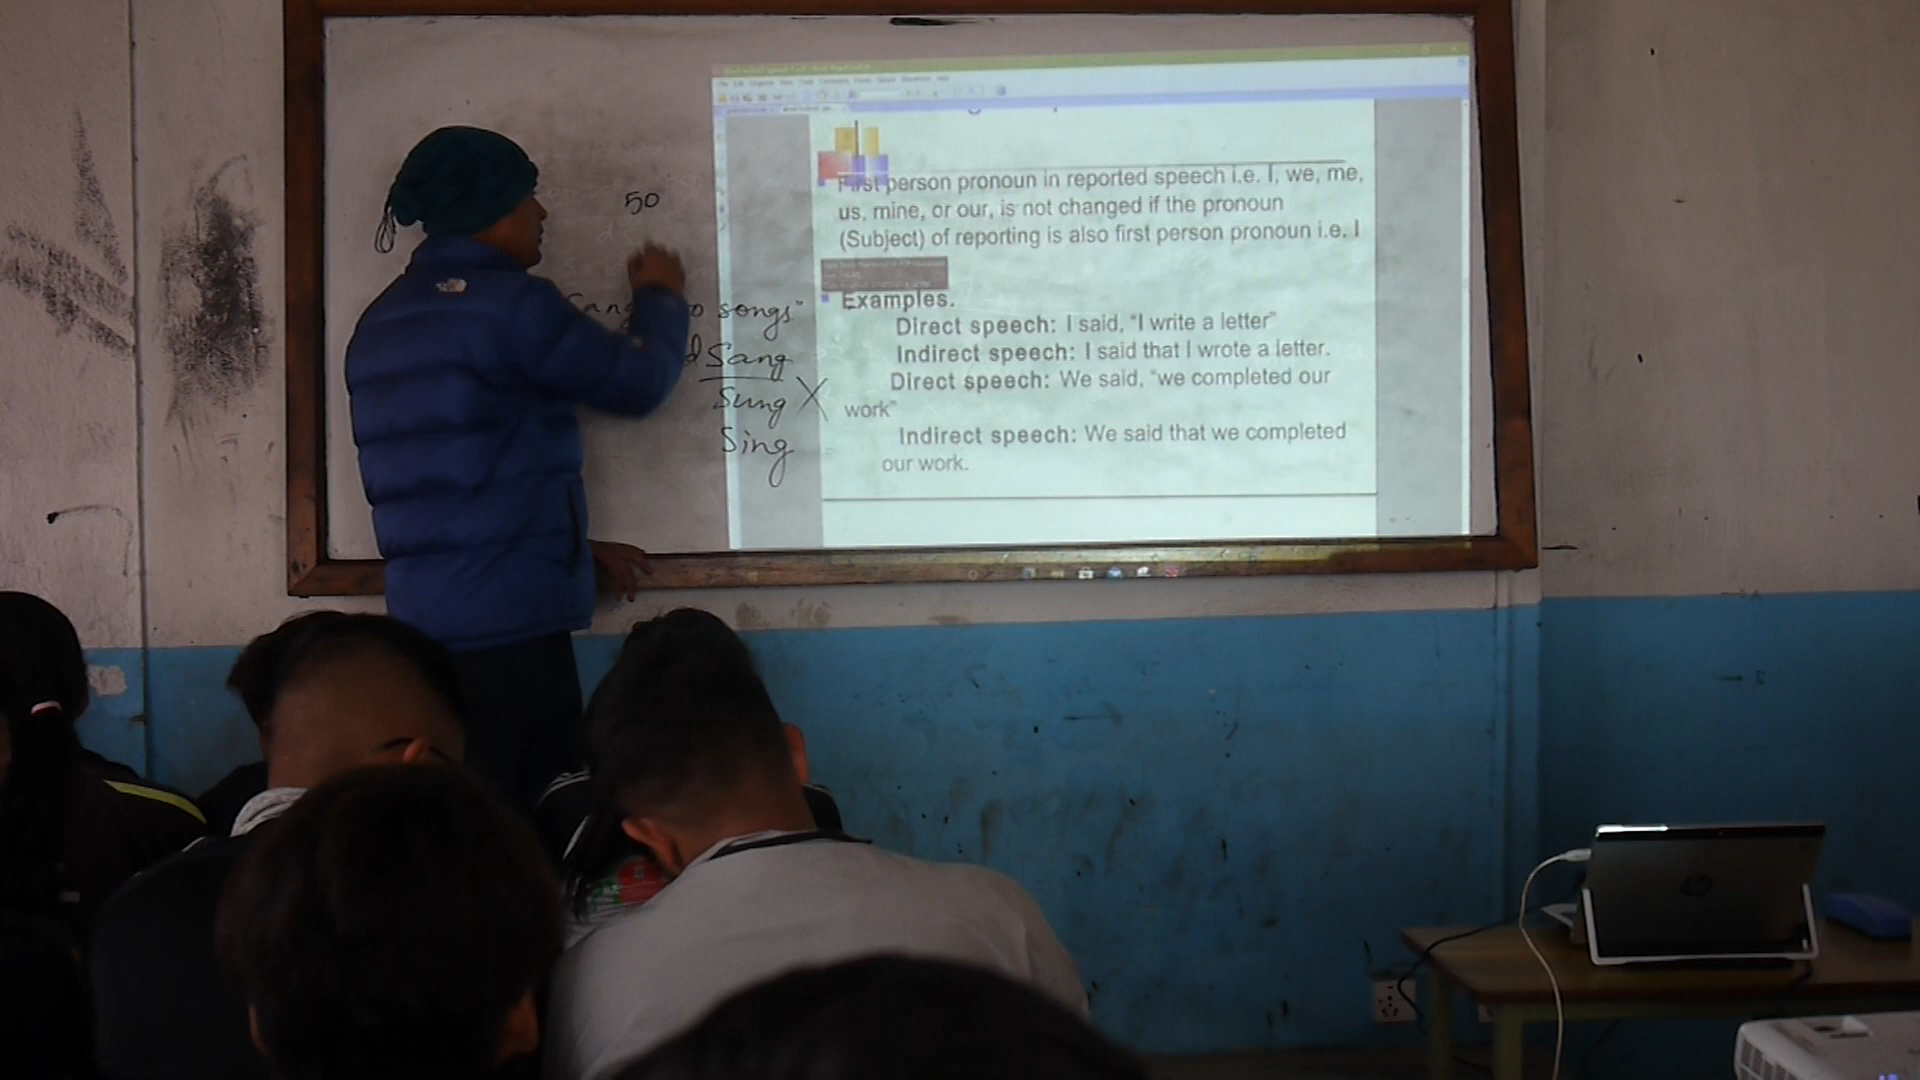 50
songs"
Sang
Sung X
Sing
First person pronoun in reported speech i.e. I, we, me,
us, mine, or our, is not changed if the pronoun
(Subject) of reporting is also first person pronoun i.e. I
Examples.
Direct speech: I said, "I write a letter"
Indirect speech: I said that I wrote a letter.
Direct speech: We said, "we completed our
work"
Indirect speech: We said that we completed
our work.
hp